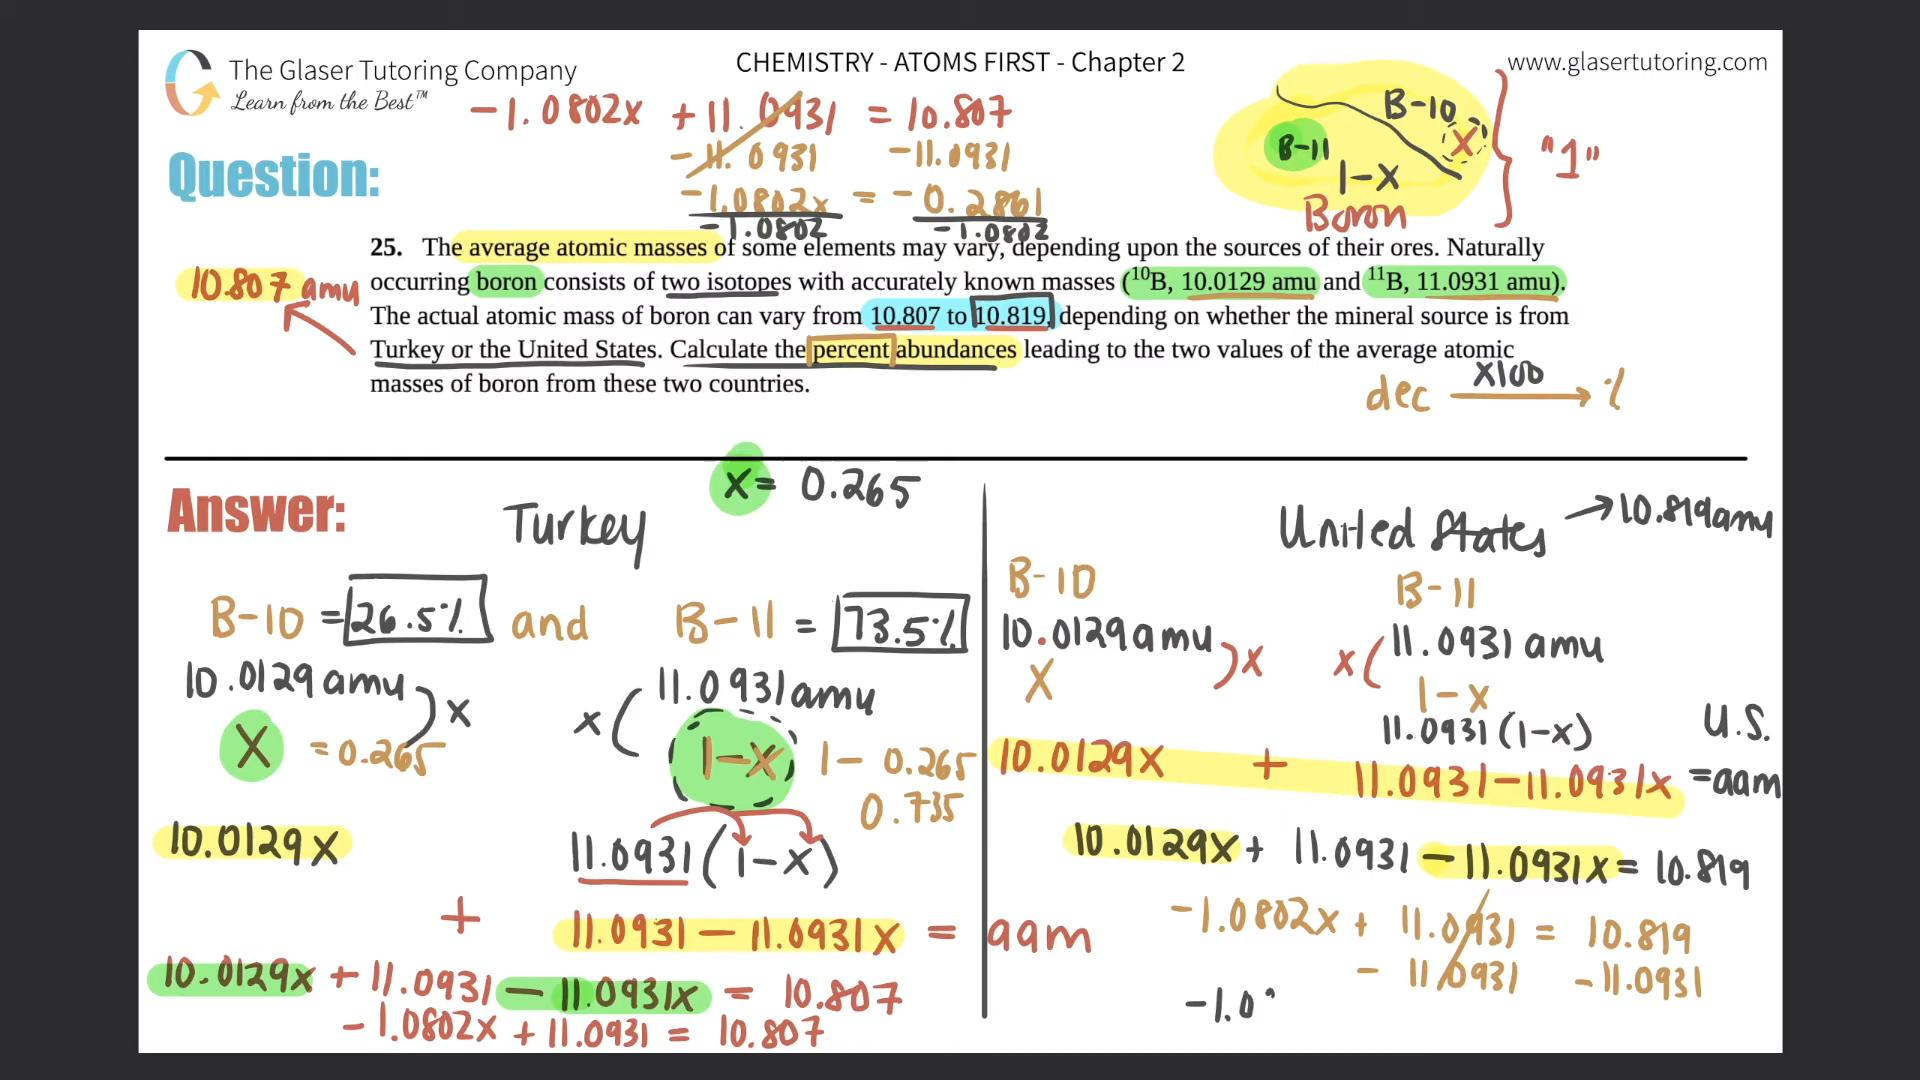 The Glaser Tutoring Company
Learn from the Best™
CHEMISTRY - ATOMS FIRST - Chapter 2
www.glasertutoring.com
-1.0802x + 11.0931 = 10.807
- 11.0931 -11.0931
-1.0802x = -0.2861
-1.0802 -1.0802
B-10
X
B-11
1-X
Boron
"1"
Question:
25. The average atomic masses of some elements may vary, depending upon the sources of their ores. Naturally
occurring boron consists of two isotopes with accurately known masses (¹⁰B, 10.0129 amu and ¹¹B, 11.0931 amu).
The actual atomic mass of boron can vary from 10.807 to 10.819, depending on whether the mineral source is from
Turkey or the United States. Calculate the percent abundances leading to the two values of the average atomic
masses of boron from these two countries.
10.807 amu
dec x100 %
Answer:
x = 0.265
Turkey
B-10 = 26.5% and B-11 = 73.5%
10.0129 amu )x x( 11.0931 amu
X = 0.265
1-X 1- 0.265
0.735
10.0129x
11.0931(1-x)
+
11.0931 - 11.0931x = aam
10.0129x + 11.0931 - 11.0931x = 10.807
-1.0802x + 11.0931 = 10.807
United States → 10.819amu
B-10 B-11
10.0129amu )x x( 11.0931 amu
X 1-x
11.0931(1-x) U.S.
10.0129x + 11.0931-11.0931x = aam
10.0129x + 11.0931 - 11.0931x = 10.819
-1.0802x + 11.0931 = 10.819
- 11.0931 -11.0931
-1.0